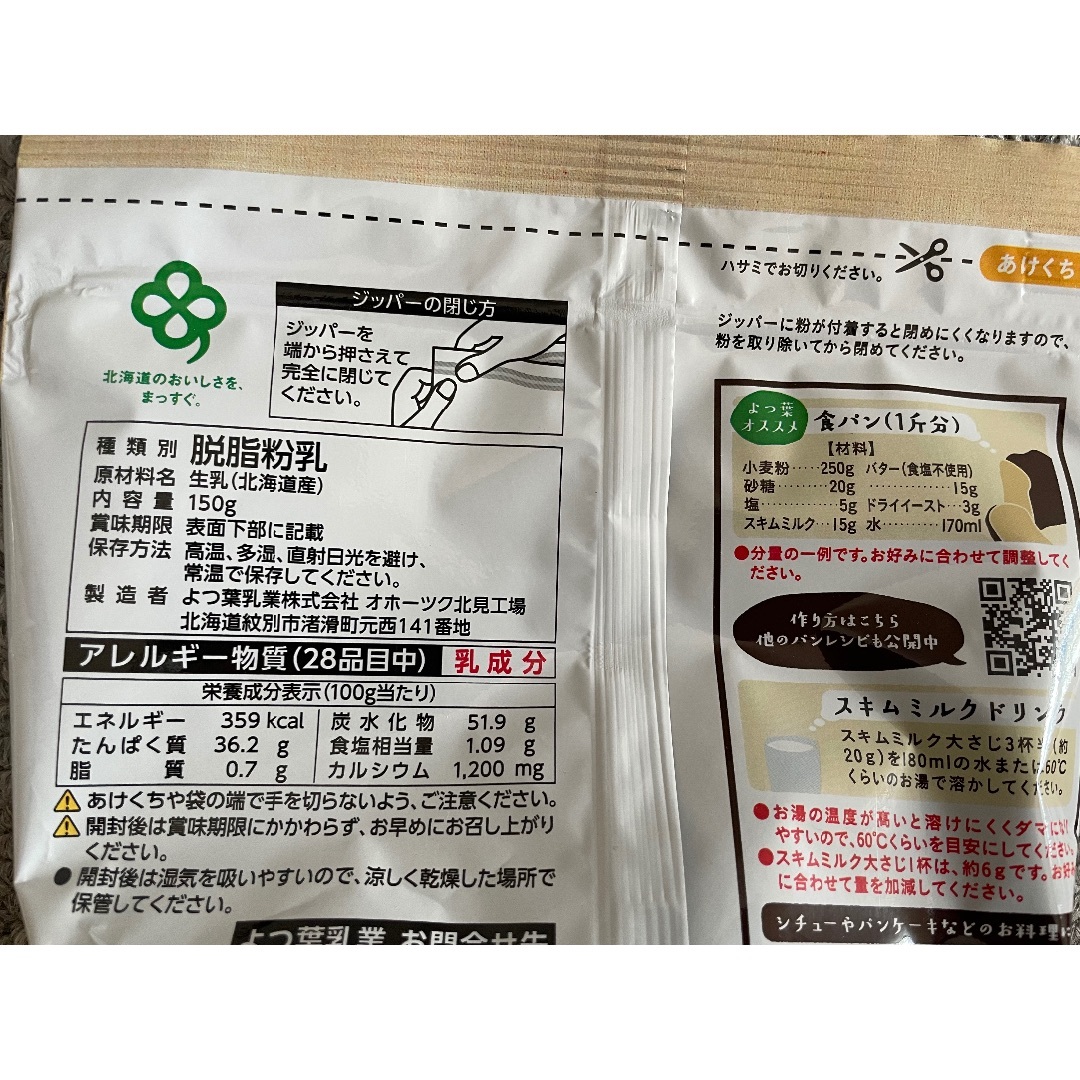 ハサミでお切りください。
あけくち
ジッパーの閉じ方
ジッパーを
端から押さえて
完全に閉じて
ください。
北海道のおいしさを、
まっすぐ。
種類別 脱脂粉乳
原材料名 生乳(北海道産)
内容量 150g
賞味期限 表面下部に記載
保存方法 高温、多湿、直射日光を避け、
常温で保存してください。
製造者 よつ葉乳業株式会社 オホーツク北見工場
北海道紋別市渚滑町元西141番地
アレルギー物質(28品目中) 乳成分
栄養成分表示(100g当たり)
エネルギー 359 kcal 炭水化物 51.9 g
たんぱく質 36.2 g 食塩相当量 1.09 g
脂質 0.7 g カルシウム 1,200 mg
あけくちや袋の端で手を切らないよう、ご注意ください。
開封後は賞味期限にかかわらず、お早めにお召し上がり
ください。
●開封後は湿気を吸いやすいので、涼しく乾燥した場所で
保管してください。
よつ葉乳業 お問合せ先
ジッパーに粉が付着すると閉めにくくなりますので、
粉を取り除いてから閉めてください。
よつ葉
オススメ
食パン(1斤分)
【材料】
小麦粉‥‥‥250g バター(食塩不使用)
砂糖‥‥‥‥20g ‥‥‥‥‥15g
塩‥‥‥‥‥5g ドライイースト‥3g
スキムミルク‥15g 水‥‥‥‥‥170ml
●分量の一例です。お好みに合わせて調整して
ください。
作り方はこちら
他のパンレシピも公開中
スキムミルクドリンク
スキムミルク大さじ3杯半(約
20g)を180mlの水または60℃
くらいのお湯で溶かしてください。
●お湯の温度が高いと溶けにくくダマになり
やすいので、60℃くらいを目安にしてください。
●スキムミルク大さじ1杯は、約6gです。お好み
に合わせて量を加減してください。
シチューやパンケーキなどのお料理